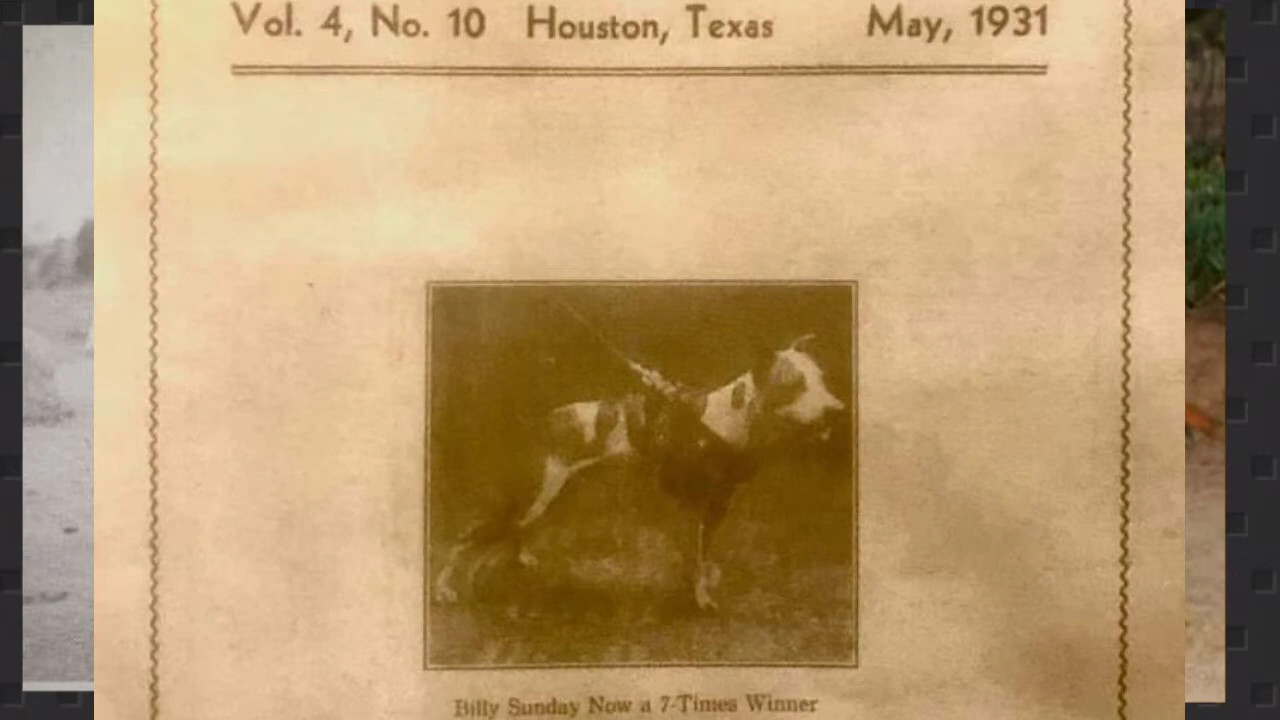 Vol. 4, No. 10 Houston, Texas May, 1931
Billy Sunday Now a 7-Times Winner